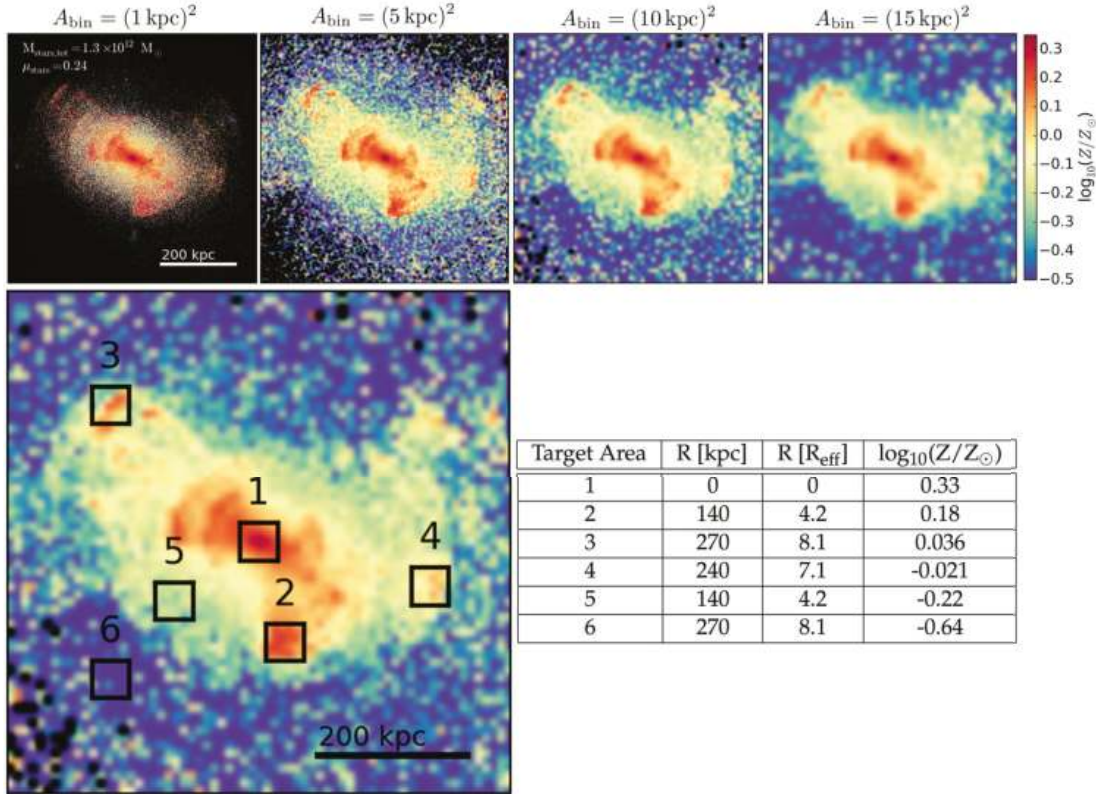 A_bin = (1 kpc)² A_bin = (5 kpc)² A_bin = (10 kpc)² A_bin = (15 kpc)²
M_stars,tot = 1.3 ×10¹² M_⊙
μ_stars = 0.24
200 kpc
0.3
0.2
0.1
0.0
−0.1
−0.2
−0.3
−0.4
−0.5
log₁₀(Z/Z_⊙)
3
1
5
4
2
6
200 kpc
Target Area R [kpc] R [R_eff] log₁₀(Z/Z_⊙)
1 0 0 0.33
2 140 4.2 0.18
3 270 8.1 0.036
4 240 7.1 -0.021
5 140 4.2 -0.22
6 270 8.1 -0.64